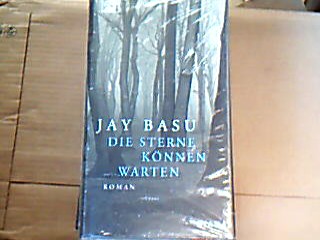 JAY BASU
DIE STERNE
KÖNNEN
WARTEN
ROMAN